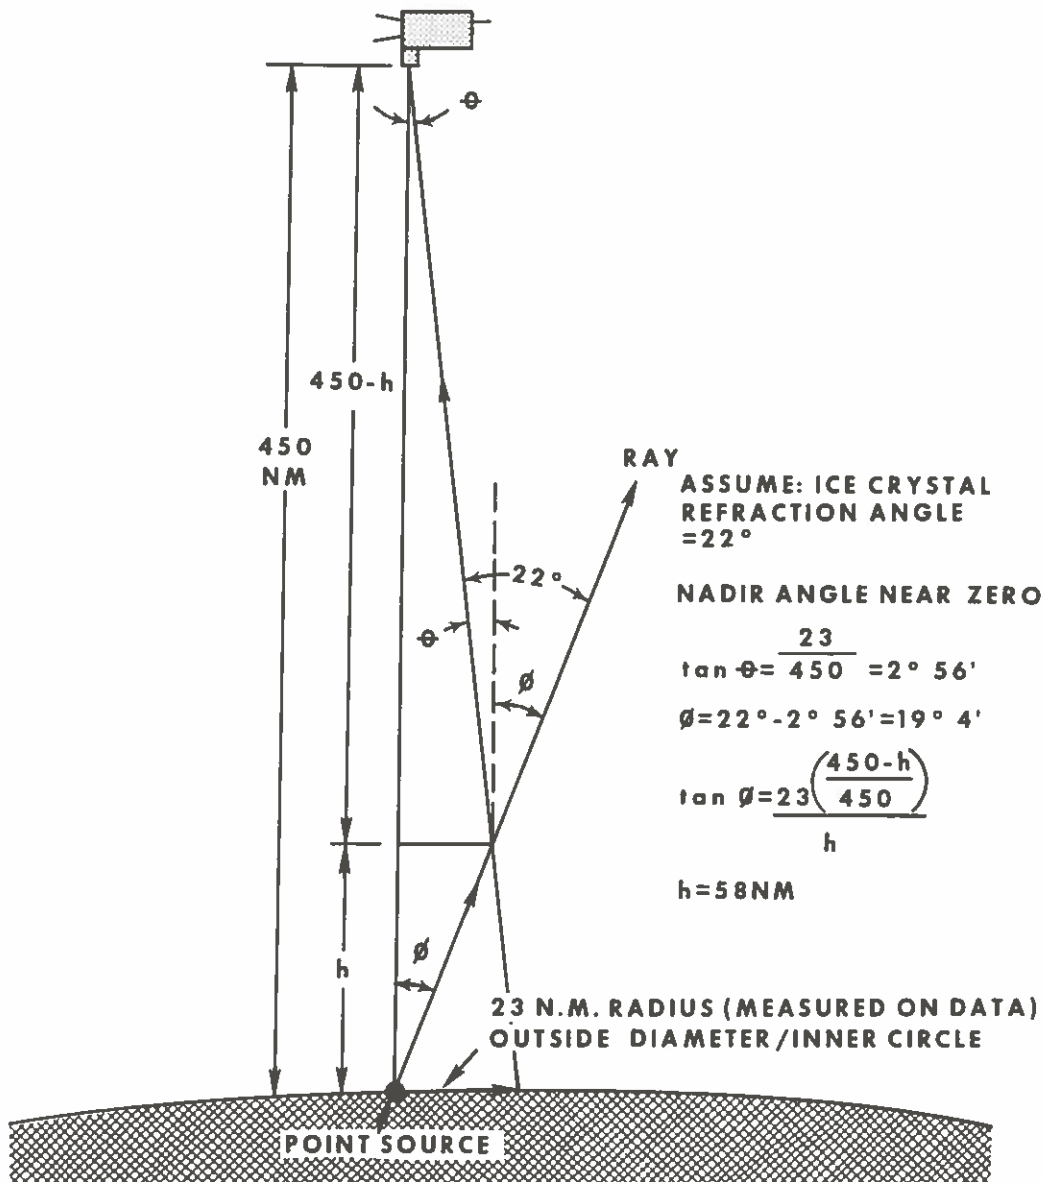 θ
450-h
450
NM
RAY
ASSUME: ICE CRYSTAL
REFRACTION ANGLE
=22°
22°
NADIR ANGLE NEAR ZERO
θ
tan θ= 23/450 =2° 56'
Ø
Ø=22°-2° 56'=19° 4'
tan Ø= 23(450-h/450)/h
h=58NM
Ø
h
23 N.M. RADIUS (MEASURED ON DATA)
OUTSIDE DIAMETER/INNER CIRCLE
POINT SOURCE